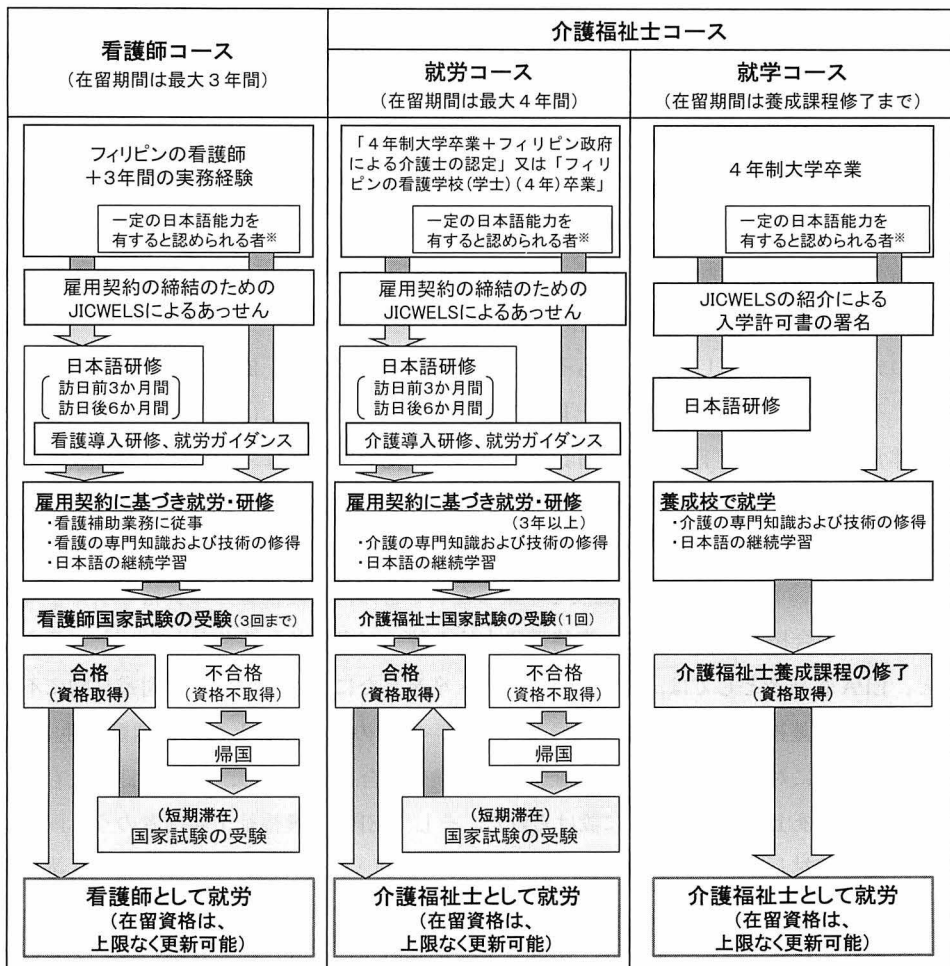 看護師コース
(在留期間は最大3年間)
介護福祉士コース
就労コース
(在留期間は最大4年間)
就学コース
(在留期間は養成課程修了まで)
フィリピンの看護師
+3年間の実務経験
一定の日本語能力を
有すると認められる者※
「4年制大学卒業+フィリピン政府
による介護士の認定」又は「フィリ
ピンの看護学校(学士)(4年)卒業」
一定の日本語能力を
有すると認められる者※
4年制大学卒業
一定の日本語能力を
有すると認められる者※
雇用契約の締結のための
JICWELSによるあっせん
雇用契約の締結のための
JICWELSによるあっせん
JICWELSの紹介による
入学許可書の署名
日本語研修
訪日前3か月間
訪日後6か月間
看護導入研修、就労ガイダンス
日本語研修
訪日前3か月間
訪日後6か月間
介護導入研修、就労ガイダンス
日本語研修
雇用契約に基づき就労・研修
・看護補助業務に従事
・看護の専門知識および技術の修得
・日本語の継続学習
雇用契約に基づき就労・研修
(3年以上)
・介護の専門知識および技術の修得
・日本語の継続学習
養成校で就学
・介護の専門知識および技術の修得
・日本語の継続学習
看護師国家試験の受験(3回まで)
介護福祉士国家試験の受験(1回)
合格
(資格取得)
不合格
(資格不取得)
帰国
(短期滞在)
国家試験の受験
合格
(資格取得)
不合格
(資格不取得)
帰国
(短期滞在)
国家試験の受験
介護福祉士養成課程の修了
(資格取得)
看護師として就労
(在留資格は、
上限なく更新可能)
介護福祉士として就労
(在留資格は、
上限なく更新可能)
介護福祉士として就労
(在留資格は、
上限なく更新可能)